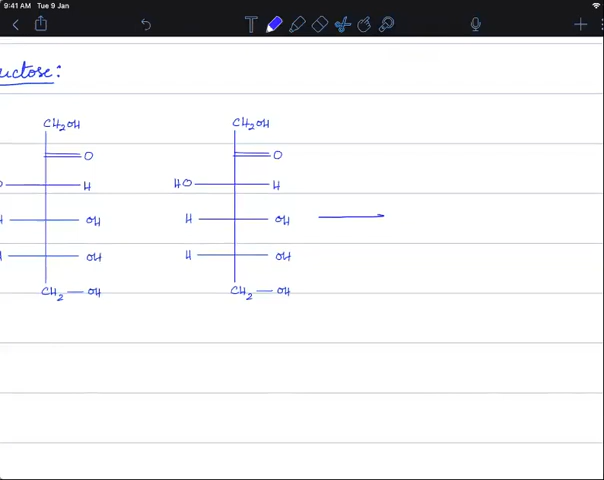 9:41 AM Tue 9 Jan
uctose:
CH2OH CH2OH
O O
O H HO H
H OH H OH
H OH H OH
CH2 — OH CH2 — OH